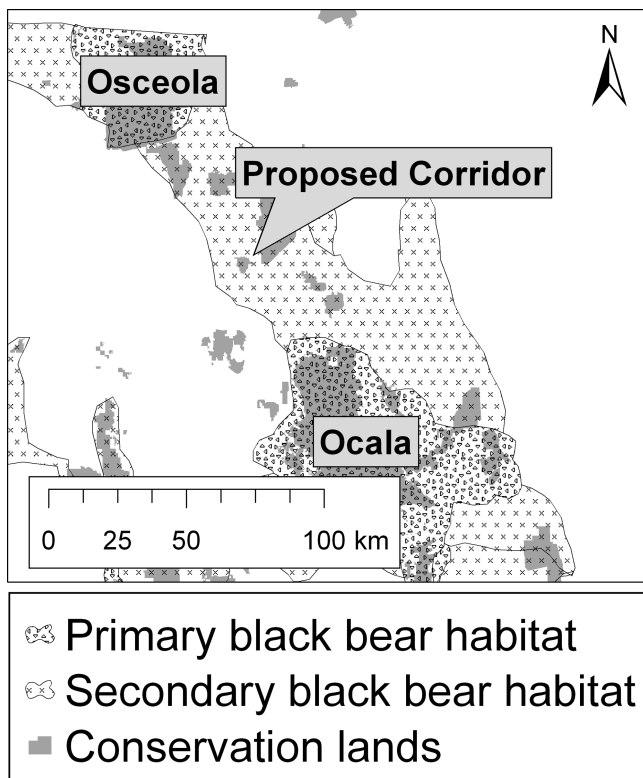 N
Osceola
Proposed Corridor
Ocala
0 25 50 100 km
Primary black bear habitat
Secondary black bear habitat
Conservation lands